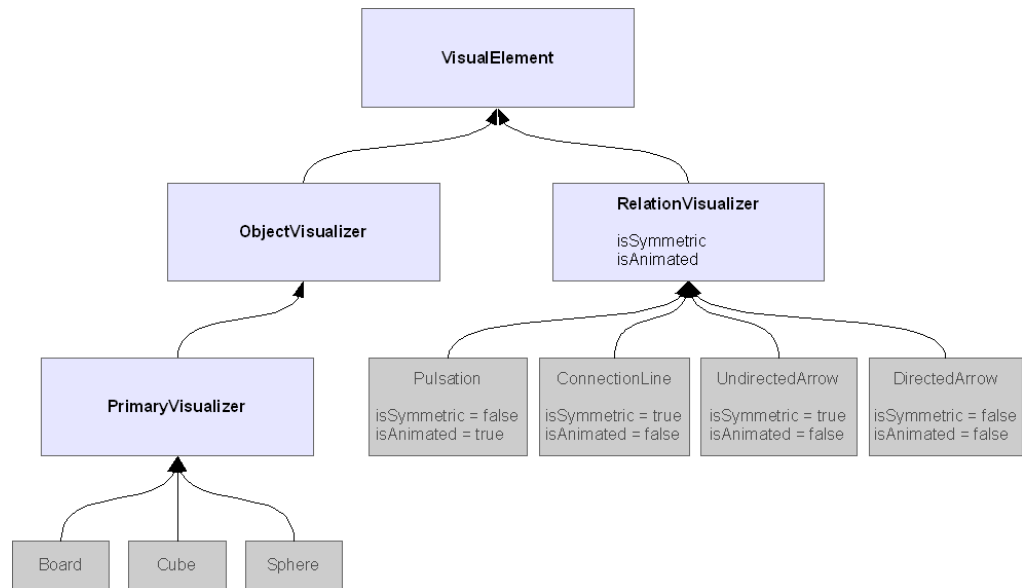 VisualElement
ObjectVisualizer
RelationVisualizer
isSymmetric
isAnimated
PrimaryVisualizer
Pulsation
isSymmetric = false
isAnimated = true
ConnectionLine
isSymmetric = true
isAnimated = false
UndirectedArrow
isSymmetric = true
isAnimated = false
DirectedArrow
isSymmetric = false
isAnimated = false
Board
Cube
Sphere